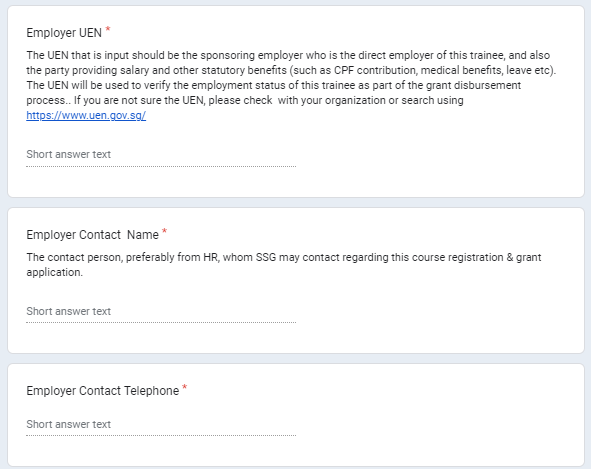 Employer UEN *
The UEN that is input should be the sponsoring employer who is the direct employer of this trainee, and also
the party providing salary and other statutory benefits (such as CPF contribution, medical benefits, leave etc).
The UEN will be used to verify the employment status of this trainee as part of the grant disbursement
process.. If you are not sure the UEN, please check  with your organization or search using
https://www.uen.gov.sg/
Short answer text
Employer Contact  Name *
The contact person, preferably from HR, whom SSG may contact regarding this course registration & grant
application.
Short answer text
Employer Contact Telephone *
Short answer text